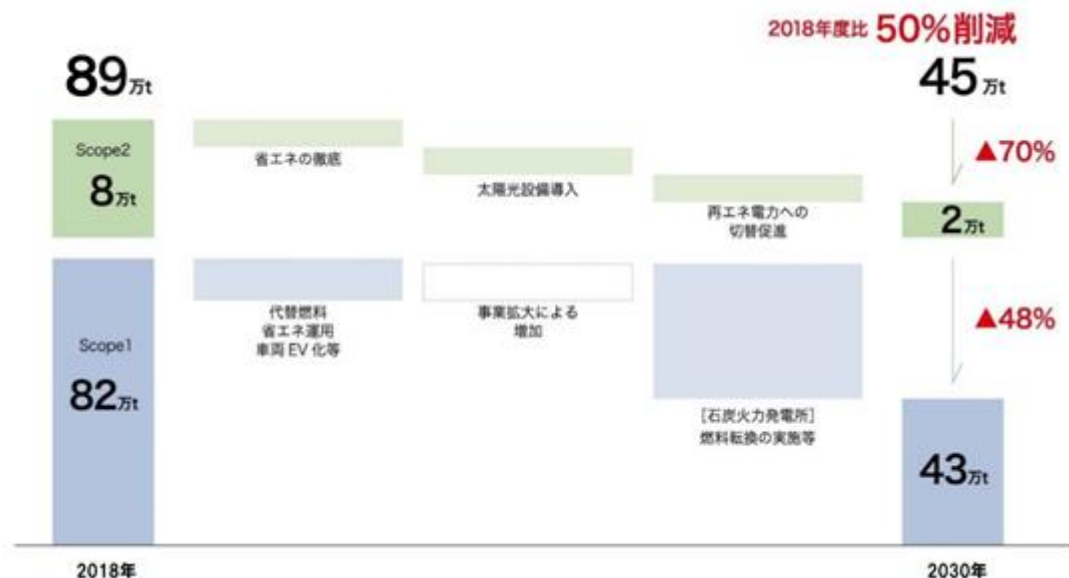 2018年度比 50%削減
89万t
45万t
Scope2
8万t
省エネの徹底
太陽光設備導入
再エネ電力への
切替促進
▲70%
2万t
Scope1
82万t
代替燃料
省エネ運用
車両 EV 化等
事業拡大による
増加
[石炭火力発電所]
燃料転換の実施等
▲48%
43万t
2018年
2030年